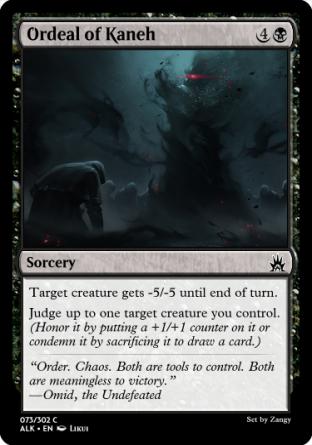 Ordeal of Kaneh 4
Sorcery
Target creature gets -5/-5 until end of turn.
Judge up to one target creature you control.
(Honor it by putting a +1/+1 counter on it or
condemn it by sacrificing it to draw a card.)
“Order. Chaos. Both are tools to control. Both
are meaningless to victory.”
—Omid, the Undefeated
073/302 C
ALK • EN LIKUI
Set by Zangy